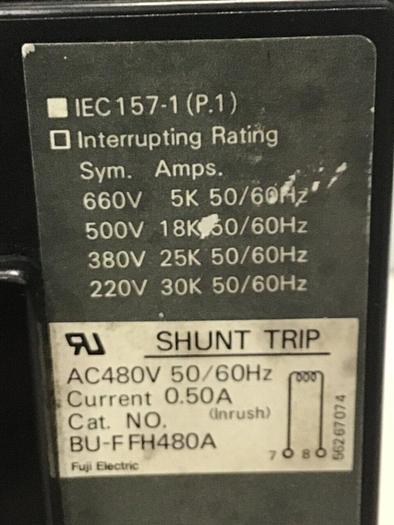 IEC157-1(P.1)
Interrupting Rating
Sym. Amps.
660V 5K 50/60Hz
500V 18K 50/60Hz
380V 25K 50/60Hz
220V 30K 50/60Hz
SHUNT TRIP
AC480V 50/60Hz
Current 0.50A
(Inrush)
Cat. NO.
BU-FFH480A
7 8
56267074
Fuji Electric